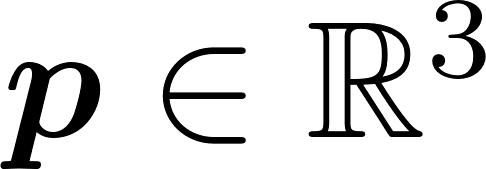 𝒑 ∈ ℝ³